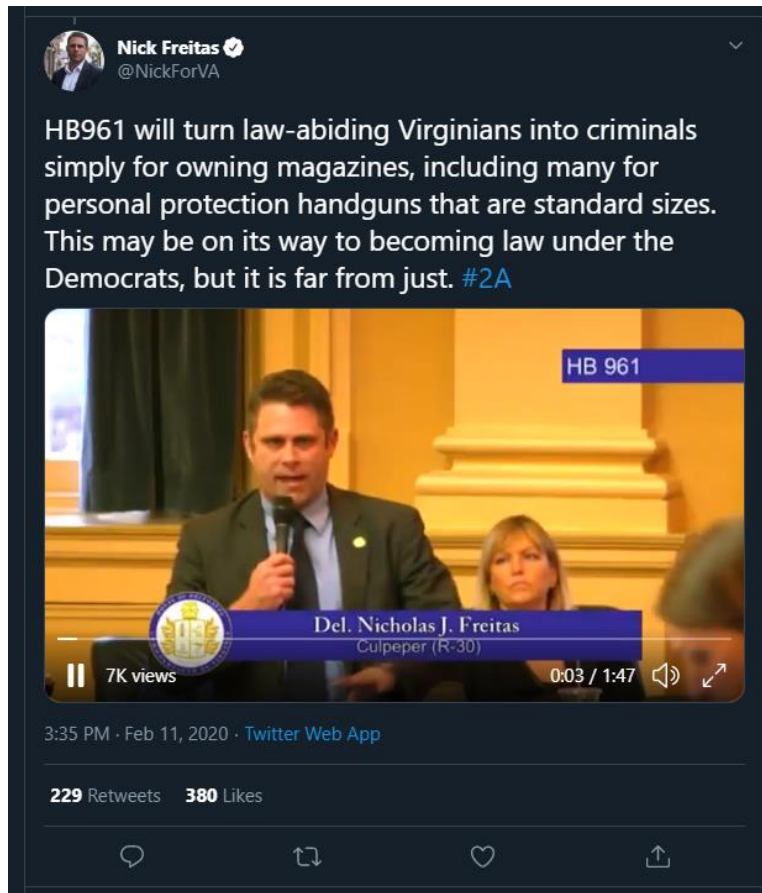 Nick Freitas
@NickForVA
HB961 will turn law-abiding Virginians into criminals
simply for owning magazines, including many for
personal protection handguns that are standard sizes.
This may be on its way to becoming law under the
Democrats, but it is far from just. #2A
HB 961
Del. Nicholas J. Freitas
Culpeper (R-30)
7K views
0:03 / 1:47
3:35 PM · Feb 11, 2020 · Twitter Web App
229 Retweets 380 Likes